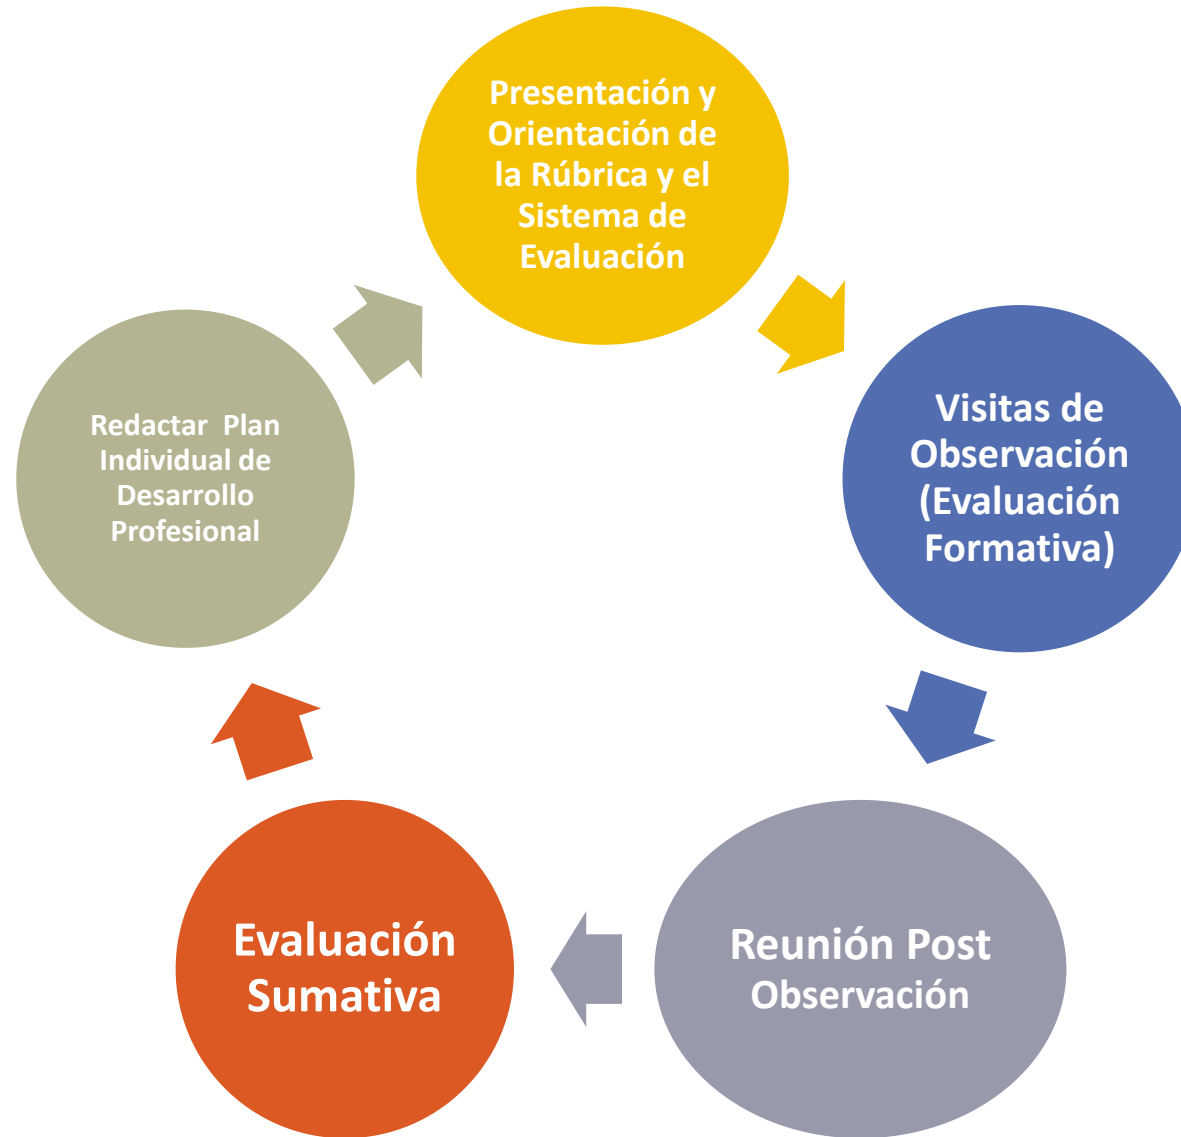 Presentación y
Orientación de
la Rúbrica y el
Sistema de
Evaluación
Visitas de
Observación
(Evaluación
Formativa)
Reunión Post
Observación
Evaluación
Sumativa
Redactar  Plan
Individual de
Desarrollo
Profesional